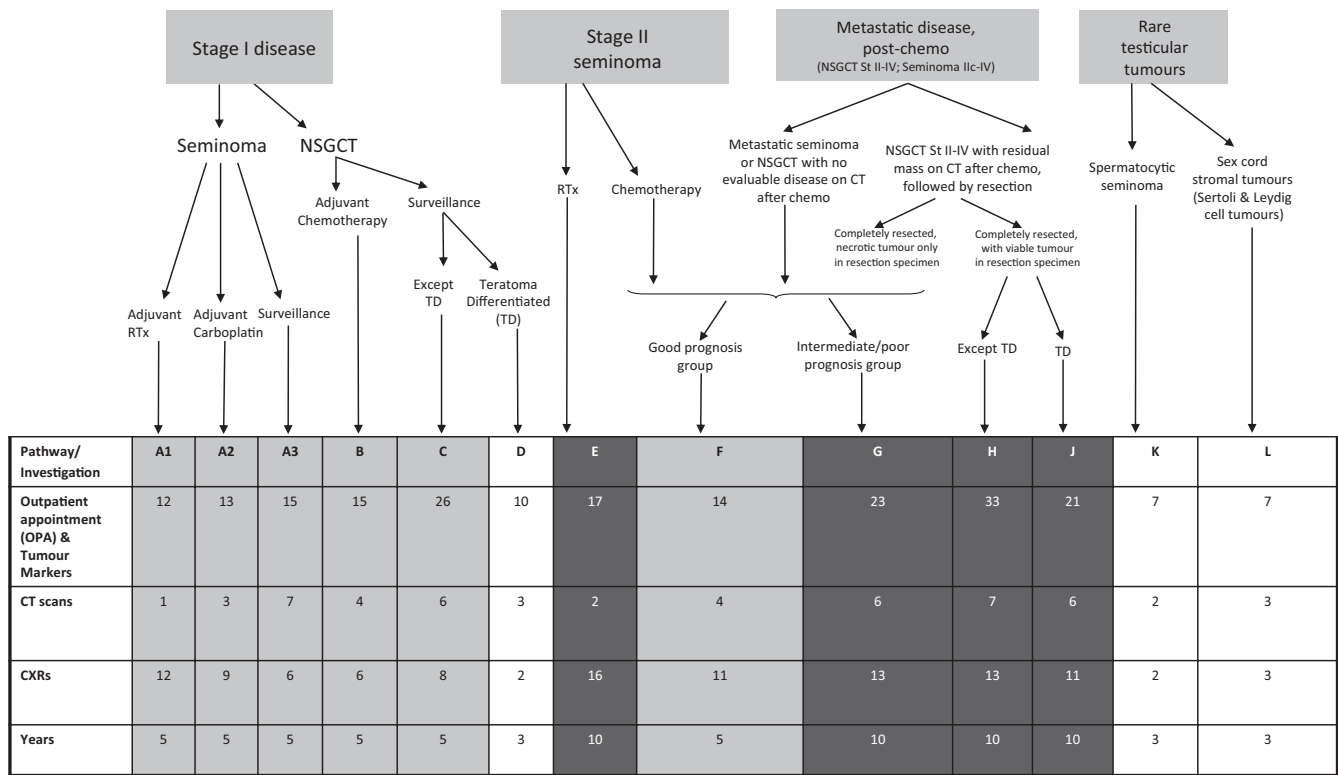 Stage I disease
Stage II
seminoma
Metastatic disease,
post-chemo
(NSGCT St II-IV; Seminoma IIc-IV)
Rare
testicular
tumours
Seminoma
NSGCT
Adjuvant
RTx
Adjuvant
Carboplatin
Surveillance
Adjuvant
Chemotherapy
Surveillance
Except
TD
Teratoma
Differentiated
(TD)
RTx
Chemotherapy
Metastatic seminoma
or NSGCT with no
evaluable disease on CT
after chemo
NSGCT St II-IV with residual
mass on CT after chemo,
followed by resection
Completely resected,
necrotic tumour only
in resection specimen
Completely resected,
with viable tumour
in resection specimen
Good prognosis
group
Intermediate/poor
prognosis group
Except TD
TD
Spermatocytic
seminoma
Sex cord
stromal tumours
(Sertoli & Leydig
cell tumours)
Pathway/
Investigation
A1 A2 A3 B C D E F G H J K L
Outpatient
appointment
(OPA) &
Tumour
Markers
12 13 15 15 26 10 17 14 23 33 21 7 7
CT scans 1 3 7 4 6 3 2 4 6 7 6 2 3
CXRs 12 9 6 6 8 2 16 11 13 13 11 2 3
Years 5 5 5 5 5 3 10 5 10 10 10 3 3